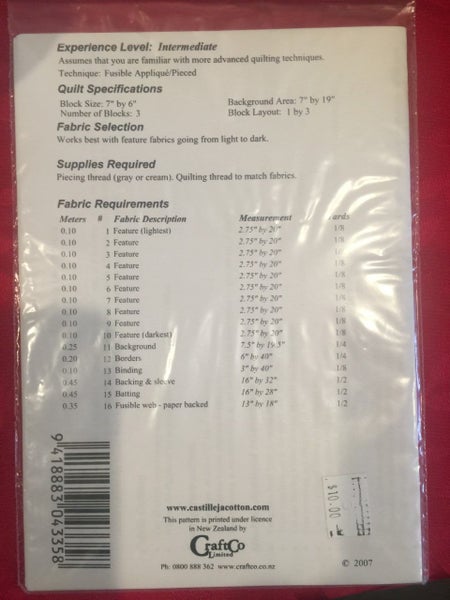 Experience Level: Intermediate
Assumes that you are familiar with more advanced quilting techniques.
Technique: Fusible Appliqué/Pieced
Quilt Specifications
Block Size: 7" by 6" Background Area: 7" by 19"
Number of Blocks: 3 Block Layout: 1 by 3
Fabric Selection
Works best with feature fabrics going from light to dark.
Supplies Required
Piecing thread (gray or cream). Quilting thread to match fabrics.
Fabric Requirements
Meters # Fabric Description Measurement Yards
0.10 1 Feature (lightest) 2.75" by 20" 1/8
0.10 2 Feature 2.75" by 20" 1/8
0.10 3 Feature 2.75" by 20" 1/8
0.10 4 Feature 2.75" by 20" 1/8
0.10 5 Feature 2.75" by 20" 1/8
0.10 6 Feature 2.75" by 20" 1/8
0.10 7 Feature 2.75" by 20" 1/8
0.10 8 Feature 2.75" by 20" 1/8
0.10 9 Feature 2.75" by 20" 1/8
0.10 10 Feature (darkest) 2.75" by 20" 1/8
0.25 11 Background 7.5" by 19.5" 1/4
0.20 12 Borders 6" by 40" 1/4
0.10 13 Binding 3" by 40" 1/8
0.45 14 Backing & sleeve 16" by 32" 1/2
0.45 15 Batting 16" by 28" 1/2
0.35 16 Fusible web - paper backed 13" by 18" 1/2
9 418883 043358
$10.00
www.castillejacotton.com
This pattern is printed under licence
in New Zealand by
CraftCo
Limited
Ph: 0800 888 362 www.craftco.co.nz
© 2007